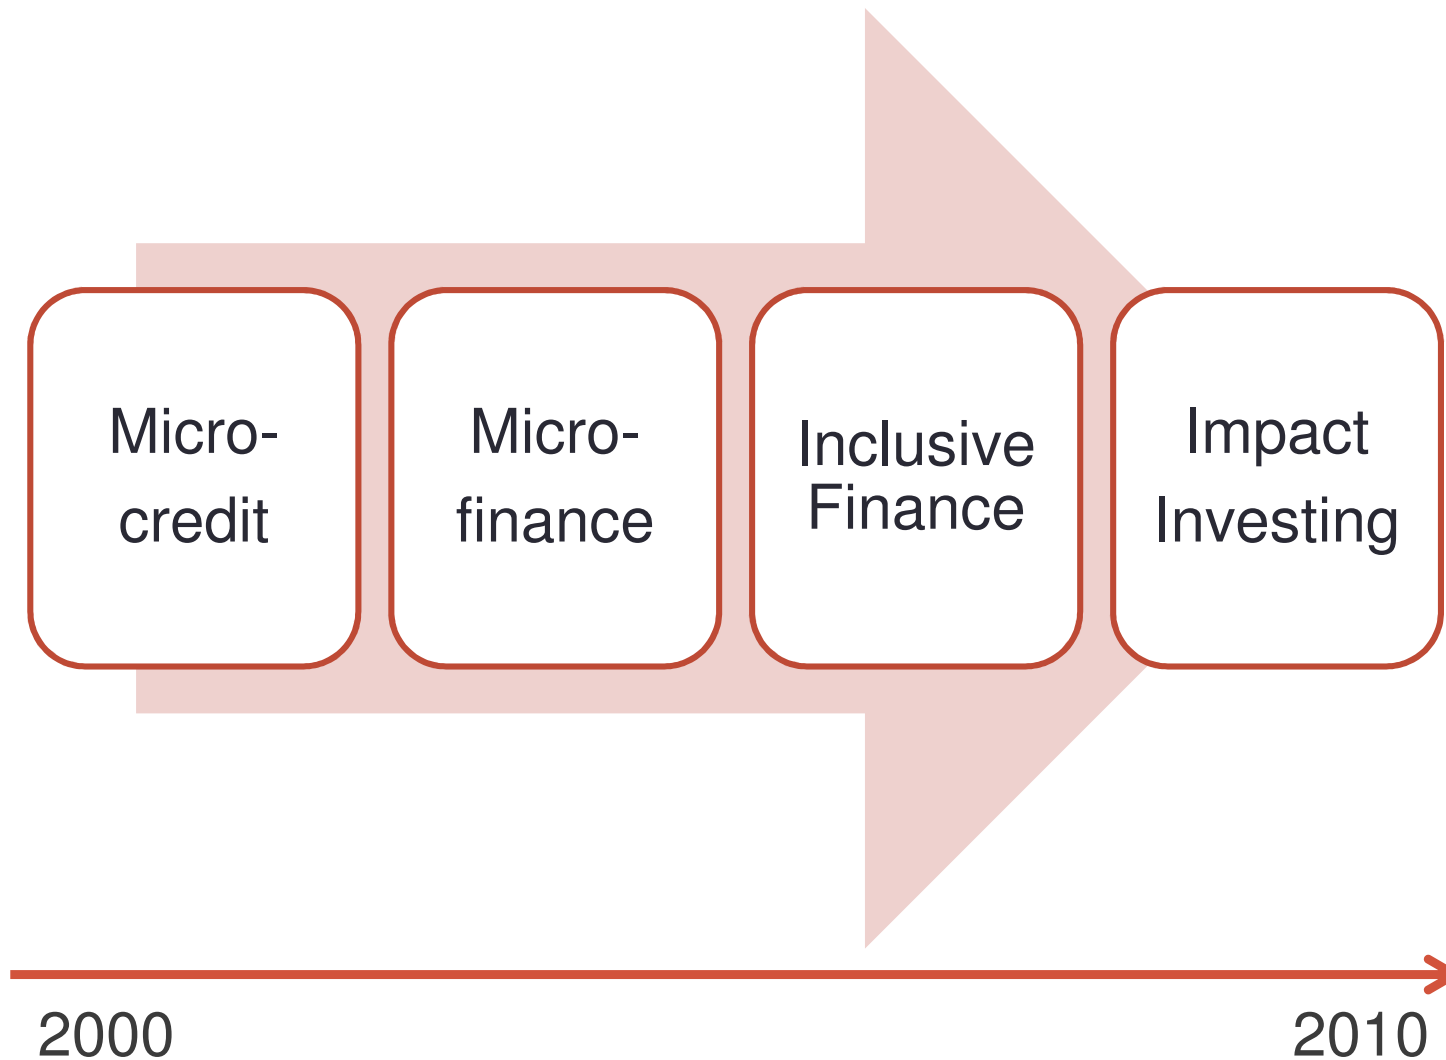 Micro-
credit
Micro-
finance
Inclusive
Finance
Impact
Investing
2000
2010